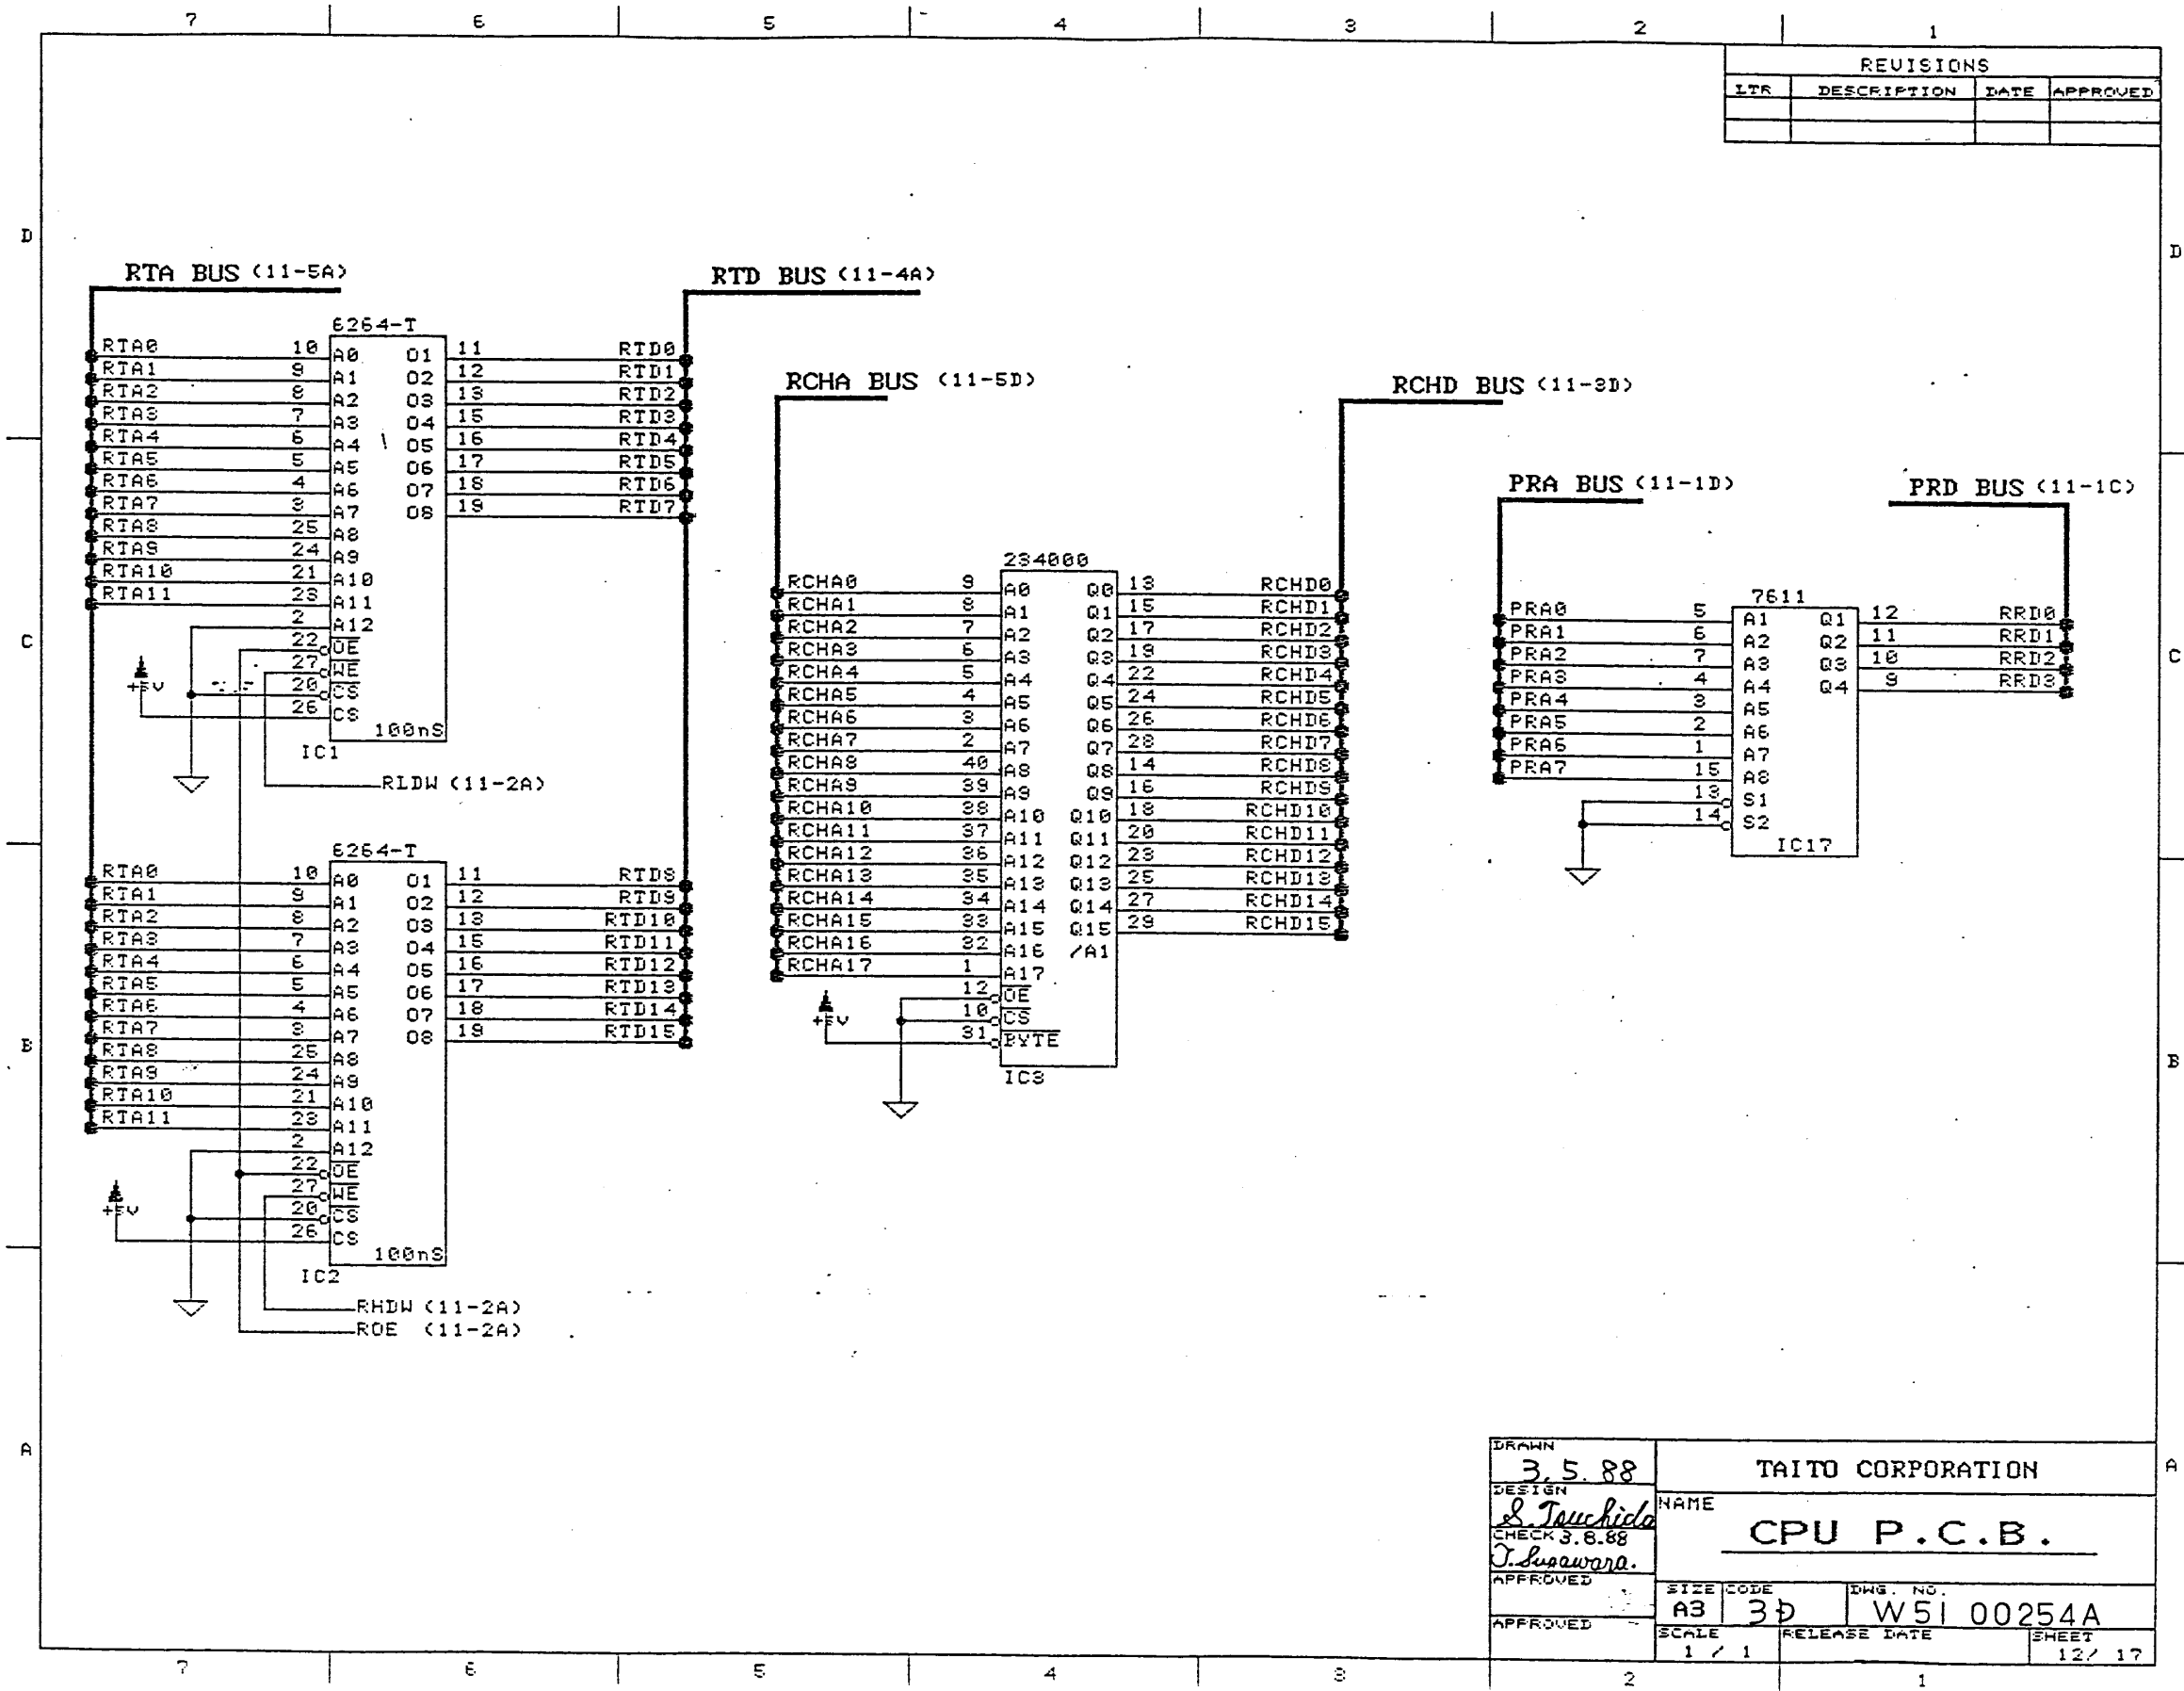 7 6 5 4 3 2 1
REVISIONS
LTR DESCRIPTION DATE APPROVED
D D
RTA BUS (11-5A)
RTD BUS (11-4A)
6264-T
RTA0 10 A0 O1 11 RTD0
RTA1 9 A1 O2 12 RTD1
RTA2 8 A2 O3 13 RTD2
RTA3 7 A3 O4 15 RTD3
RTA4 6 A4 O5 16 RTD4
RTA5 5 A5 O6 17 RTD5
RTA6 4 A6 O7 18 RTD6
RTA7 3 A7 O8 19 RTD7
RTA8 25 A8
RTA9 24 A9
RTA10 21 A10
RTA11 23 A11
2 A12
22 OE
27 WE
20 CS
26 CS
+5V
100nS
IC1
RLDW (11-2A)
6264-T
RTA0 10 A0 O1 11 RTD8
RTA1 9 A1 O2 12 RTD9
RTA2 8 A2 O3 13 RTD10
RTA3 7 A3 O4 15 RTD11
RTA4 6 A4 O5 16 RTD12
RTA5 5 A5 O6 17 RTD13
RTA6 4 A6 O7 18 RTD14
RTA7 3 A7 O8 19 RTD15
RTA8 25 A8
RTA9 24 A9
RTA10 21 A10
RTA11 23 A11
2 A12
22 OE
27 WE
20 CS
26 CS
+5V
100nS
IC2
RHDW (11-2A)
ROE (11-2A)
RCHA BUS (11-5D)
RCHD BUS (11-3D)
234000
RCHA0 9 A0 Q0 13 RCHD0
RCHA1 8 A1 Q1 15 RCHD1
RCHA2 7 A2 Q2 17 RCHD2
RCHA3 6 A3 Q3 19 RCHD3
RCHA4 5 A4 Q4 22 RCHD4
RCHA5 4 A5 Q5 24 RCHD5
RCHA6 3 A6 Q6 26 RCHD6
RCHA7 2 A7 Q7 28 RCHD7
RCHA8 40 A8 Q8 14 RCHD8
RCHA9 39 A9 Q9 16 RCHD9
RCHA10 38 A10 Q10 18 RCHD10
RCHA11 37 A11 Q11 20 RCHD11
RCHA12 36 A12 Q12 23 RCHD12
RCHA13 35 A13 Q13 25 RCHD13
RCHA14 34 A14 Q14 27 RCHD14
RCHA15 33 A15 Q15 29 RCHD15
RCHA16 32 A16 /A1
RCHA17 1 A17
12 OE
10 CS
31 BYTE
+5V
IC3
PRA BUS (11-1D)
PRD BUS (11-1C)
7611
PRA0 5 A1 Q1 12 RRD0
PRA1 6 A2 Q2 11 RRD1
PRA2 7 A3 Q3 10 RRD2
PRA3 4 A4 Q4 9 RRD3
PRA4 3 A5
PRA5 2 A6
PRA6 1 A7
PRA7 15 A8
13 S1
14 S2
IC17
C C
B B
A A
DRAWN
3.5.88
DESIGN
S. Tsuchida
CHECK 3.8.88
T. Sugawara.
APPROVED
APPROVED
TAITO CORPORATION
NAME
CPU P.C.B.
SIZE CODE DWG. NO.
A3 3D W51 00254A
SCALE RELEASE DATE SHEET
1 / 1 12/ 17
7 6 5 4 3 2 1